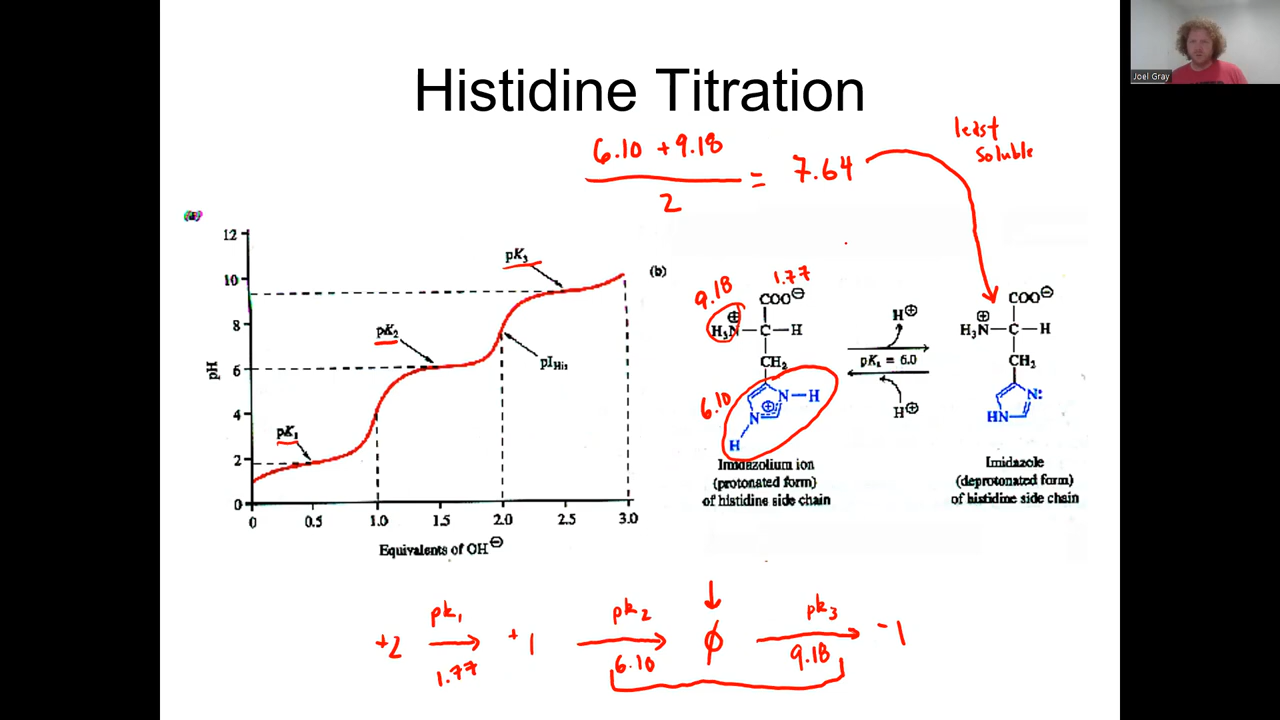 Joel Gray
Histidine Titration
6.10 + 9.18
2
= 7.64
least
soluble
12
10
8
6
4
2
0
pH
pK1
pK2
pK3
pIHis
0 0.5 1.0 1.5 2.0 2.5 3.0
Equivalents of OH⊖
(b)
9.18
1.77
COO⊖
⊕
H3N—C—H
CH2
6.10
N—H
⊕
N
H
Imidazolium ion
(protonated form)
of histidine side chain
H⊕
pK1 = 6.0
H⊕
COO⊖
⊕
H3N—C—H
CH2
N:
HN
Imidazole
(deprotonated form)
of histidine side chain
pk1 pk2 pk3
+2 → +1 → ∅ → -1
1.77 6.10 9.18